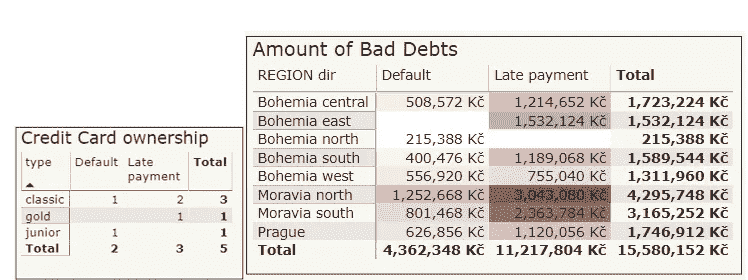 Credit Card ownership
type Default Late payment Total
classic 1 2 3
gold 1 1
junior 1 1
Total 2 3 5
Amount of Bad Debts
REGION dir Default Late payment Total
Bohemia central 508,572 Kč 1,214,652 Kč 1,723,224 Kč
Bohemia east 1,532,124 Kč 1,532,124 Kč
Bohemia north 215,388 Kč 215,388 Kč
Bohemia south 400,476 Kč 1,189,068 Kč 1,589,544 Kč
Bohemia west 556,920 Kč 755,040 Kč 1,311,960 Kč
Moravia north 1,252,668 Kč 3,043,080 Kč 4,295,748 Kč
Moravia south 801,468 Kč 2,363,784 Kč 3,165,252 Kč
Prague 626,856 Kč 1,120,056 Kč 1,746,912 Kč
Total 4,362,348 Kč 11,217,804 Kč 15,580,152 Kč